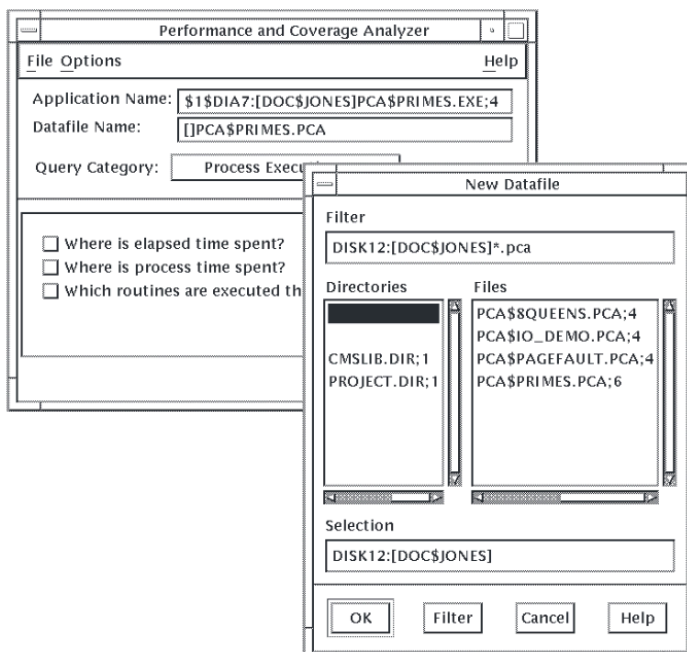 Performance and Coverage Analyzer
File Options Help
Application Name: $1$DIA7:[DOC$JONES]PCA$PRIMES.EXE;4
Datafile Name: []PCA$PRIMES.PCA
Query Category: Process
Where is elapsed time spent?
Where is process time spent?
Which routines are executed
New Datafile
Filter
DISK12:[DOC$JONES]*.pca
Directories Files
CMSLIB.DIR;1
PROJECT.DIR;1
PCA$8QUEENS.PCA;4
PCA$IO_DEMO.PCA;4
PCA$PAGEFAULT.PCA;4
PCA$PRIMES.PCA;6
Selection
DISK12:[DOC$JONES]
OK Filter Cancel Help